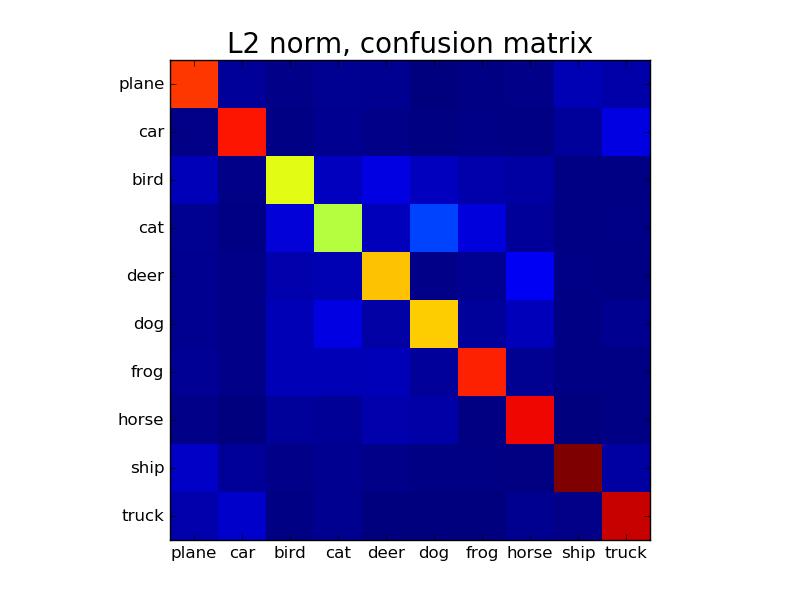 L2 norm, confusion matrix
plane
car
bird
cat
deer
dog
frog
horse
ship
truck
plane car bird cat deer dog frog horse ship truck